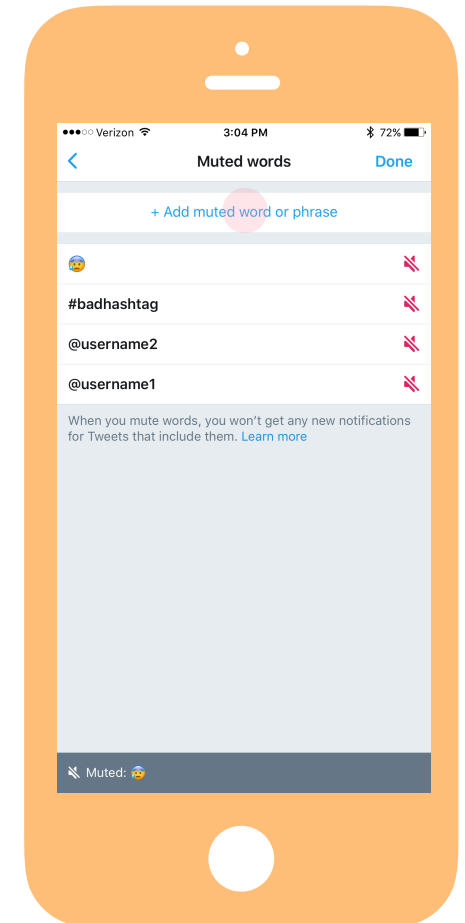 Verizon 3:04 PM 72%
Muted words Done
+ Add muted word or phrase
😰
#badhashtag
@username2
@username1
When you mute words, you won’t get any new notifications
for Tweets that include them. Learn more
Muted: 😰